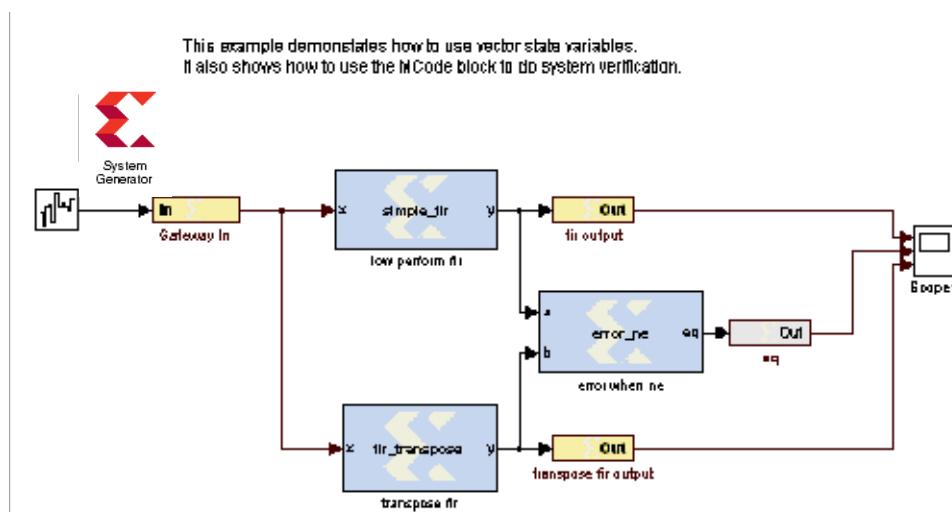 This example demonstates how to use vector state variables.
It also shows how to use the MCode block to do system verification.
System
Generator
In
Gateway In
x
simple_fir
y
low perform fir
Out
fir output
Scope
a
b
error_ne
eq
error when ne
Out
eq
x
fir_transpose
y
transpose fir
Out
transpose fir output